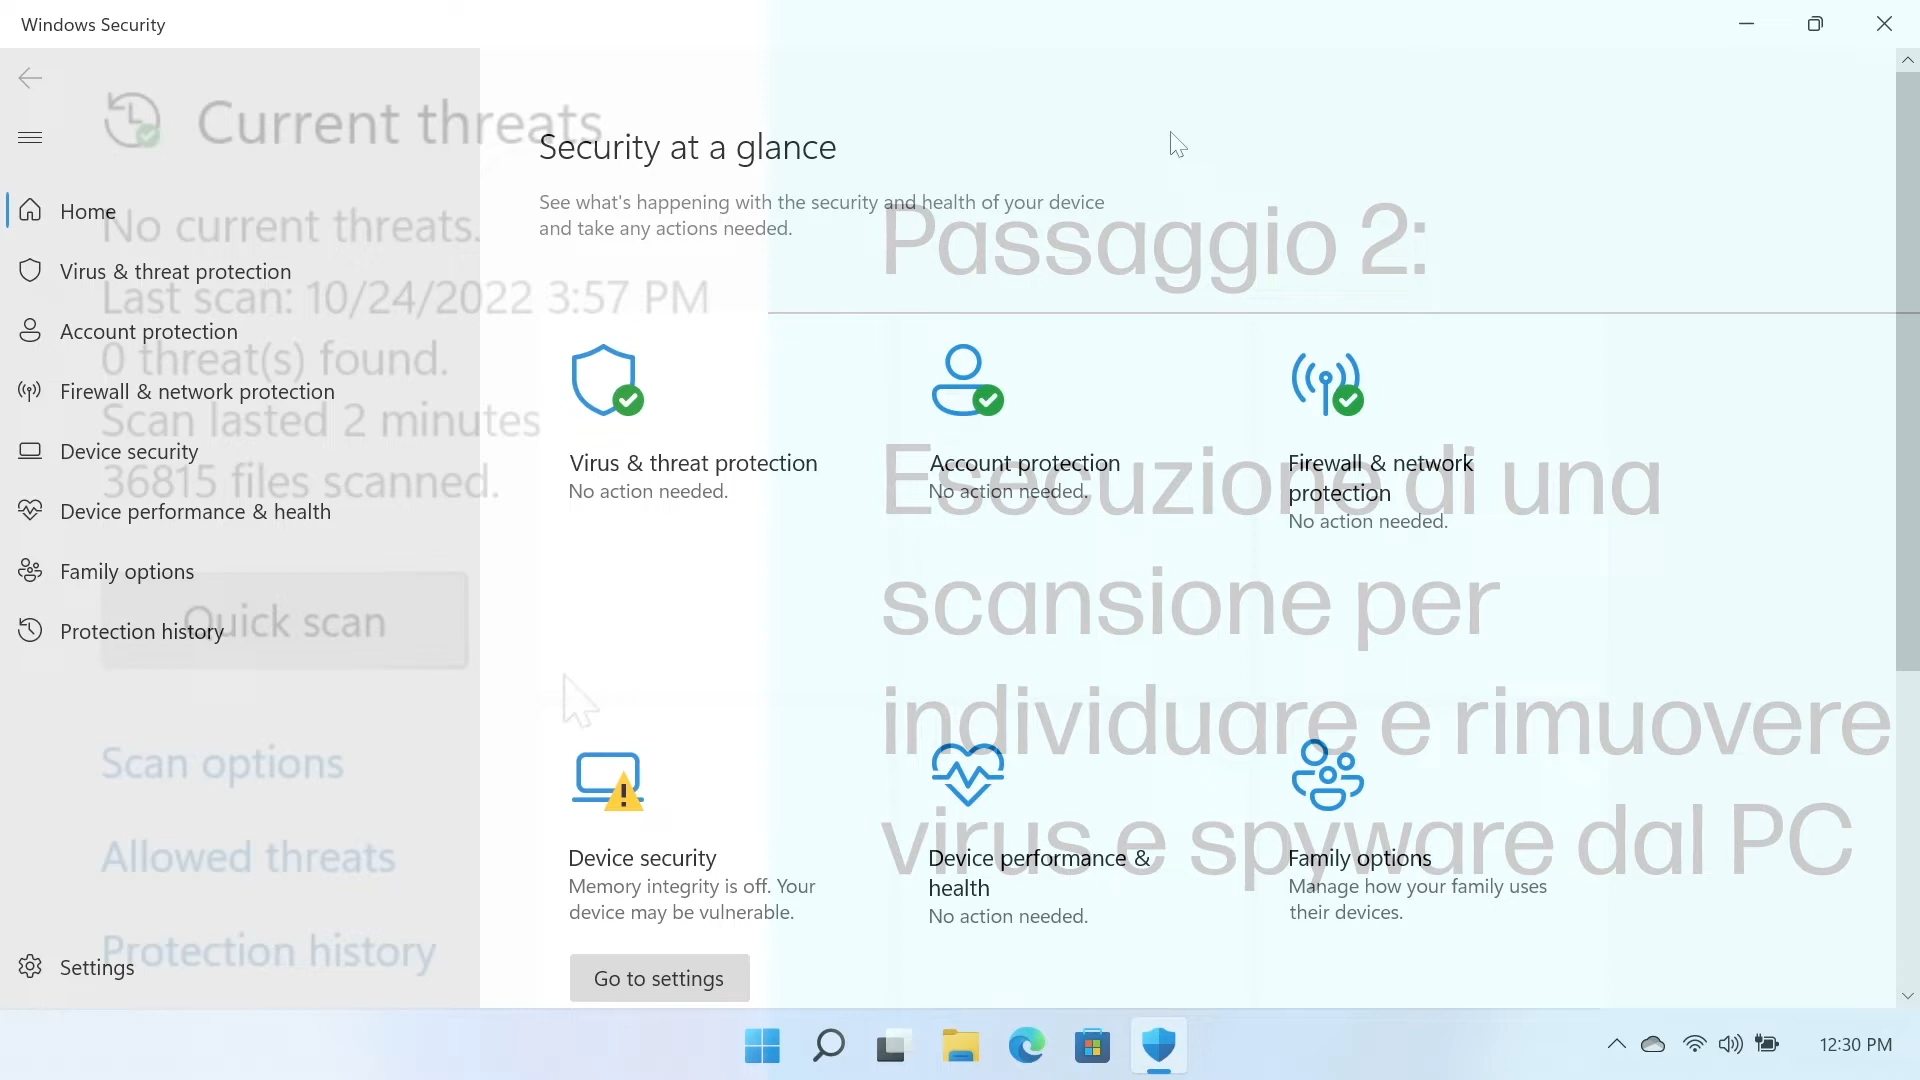 Windows Security
Current threats
No current threats.
Last scan: 10/24/2022 3:57 PM
0 threat(s) found.
Scan lasted 2 minutes
36815 files scanned.
Quick scan
Scan options
Allowed threats
Protection history
Home
Virus & threat protection
Account protection
Firewall & network protection
Device security
Device performance & health
Family options
Protection history
Settings
Security at a glance
See what's happening with the security and health of your device
and take any actions needed.
Virus & threat protection
No action needed.
Account protection
No action needed.
Firewall & network
protection
No action needed.
Device security
Memory integrity is off. Your
device may be vulnerable.
Go to settings
Device performance &
health
No action needed.
Family options
Manage how your family uses
their devices.
Passaggio 2:
Esecuzione di una
scansione per
individuare e rimuovere
virus e spyware dal PC
12:30 PM